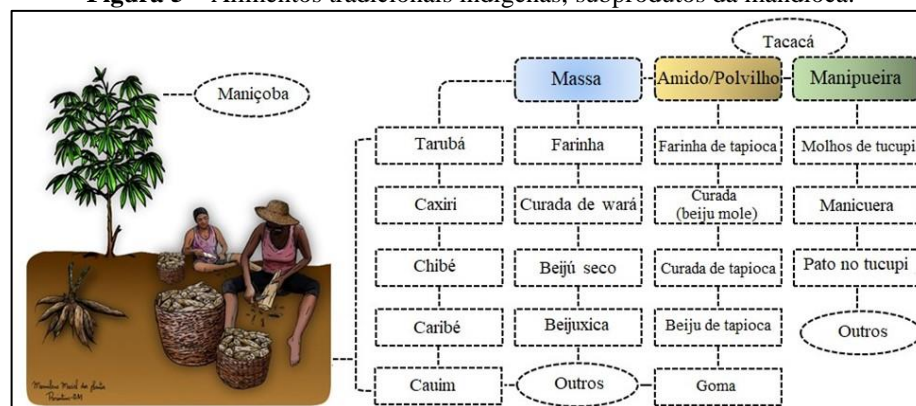 Figura – Alimentos tradicionais indígenas, subprodutos da mandioca.
Tacacá
Maniçoba
Massa
Amido/Polvilho
Manipueira
Tarubá
Farinha
Farinha de tapioca
Molhos de tucupi
Caxiri
Curada de wará
Curada
(beiju mole)
Manicuera
Chibé
Beijú seco
Curada de tapioca
Pato no tucupi
Caribé
Beijuxica
Beiju de tapioca
Outros
Cauim
Outros
Goma